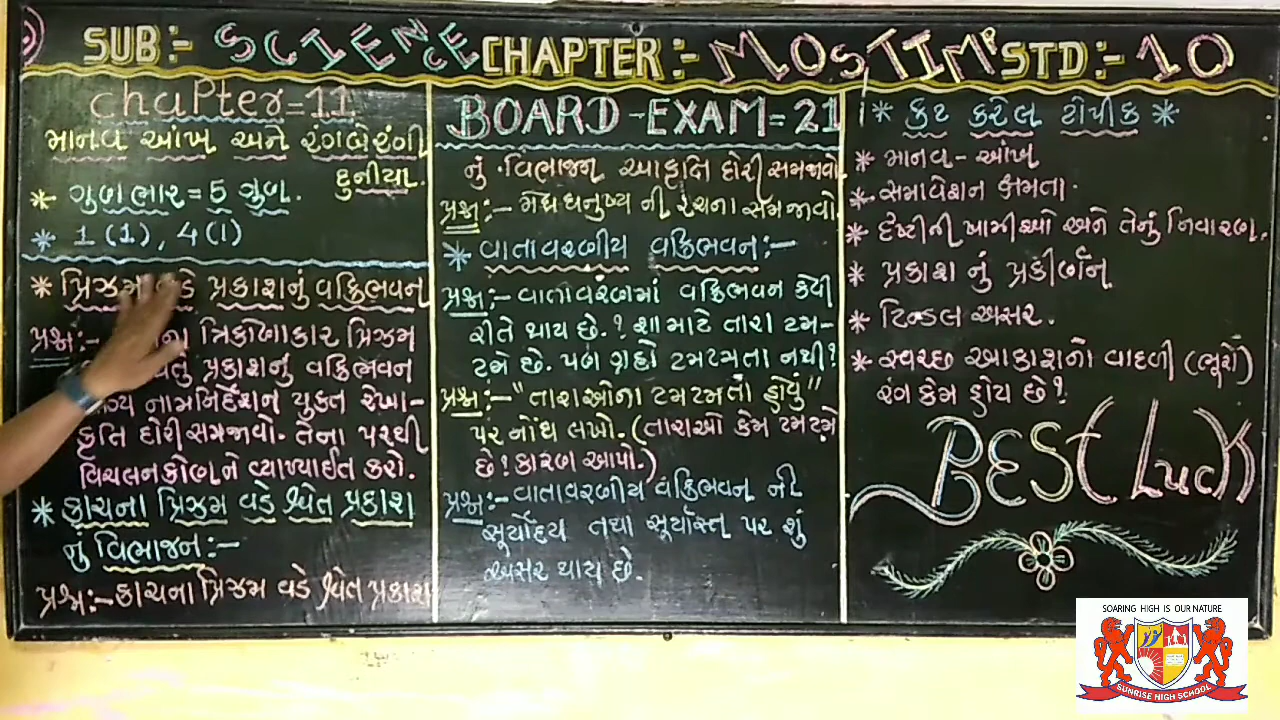 SUB:- SCIENCE CHAPTER:- MOST IMP STD:- 10
chapter=11
માનવ આંખ અને રંગબેરંગી
દુનીયા.
* ગુણભાર = 5 ગુણ.
* 1(1), 4(1)
* પ્રિઝમ વડે પ્રકાશનું વક્રિભવન
પ્રશ્ન:- ત્રિકોણાકાર પ્રિઝમ
પ્રકાશનું વક્રિભવન
નામનિર્દેશન યુક્ત રેખા-
કૃતિ દોરી સમજાવો. તેના પરથી
વિચલનકોણને વ્યાખ્યાઈત કરો.
* કાચના પ્રિઝમ વડે શ્વેત પ્રકાશ
નું વિભાજન:-
પ્રશ્ન:- કાચના પ્રિઝમ વડે શ્વેત પ્રકાશ
BOARD-EXAM=21
નું વિભાજન આકૃતિ દોરી સમજાવો
પ્રશ્ન:- મેઘધનુષ્ય ની રચના સમજાવો.
* વાતાવરણીય વક્રિભવન:-
પ્રશ્ન:- વાતાવરણમાં વક્રિભવન કેવી
રીતે થાય છે.? શા માટે તારા ટમ-
ટમે છે. પણ ગ્રહો ટમટમતા નથી?
પ્રશ્ન:- "તારાઓના ટમટમતાં હોવું"
પર નોંધ લખો. (તારાઓ કેમ ટમટમે
છે! કારણ આપો.)
પ્રશ્ન:- વાતાવરણીય વક્રિભવન ની
સૂર્યોદય તથા સૂર્યાસ્ત પર શું
અસર થાય છે.
* કટ કરેલ ટોપીક *
* માનવ - આંખ
* સમાવેશન ક્ષમતા.
* દૃષ્ટીની ખામીઓ અને તેનું નિવારણ.
* પ્રકાશ નું પ્રકીર્ણન
* ટિન્ડલ અસર.
* સ્વચ્છ આકાશનો વાદળી (ભૂરો)
રંગ કેમ હોય છે?
BEST Luck
SOARING HIGH IS OUR NATURE
SUNRISE HIGH SCHOOL